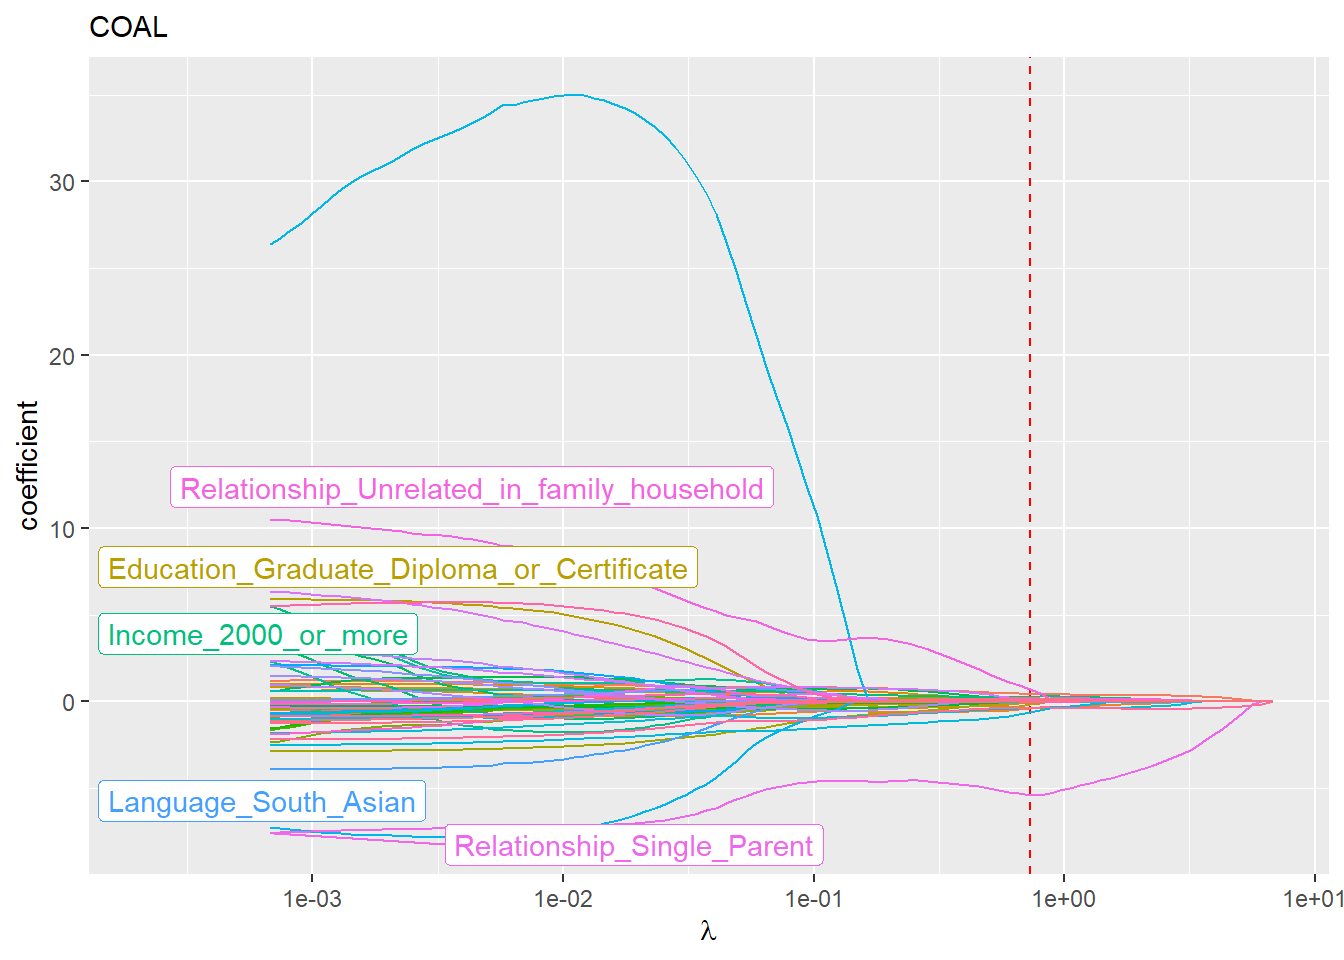 COAL
coefficient
30
20
10
0
Relationship_Unrelated_in_family_household
Education_Graduate_Diploma_or_Certificate
Income_2000_or_more
Language_South_Asian
Relationship_Single_Parent
1e-03
1e-02
1e-01
1e+00
1e+01
λ